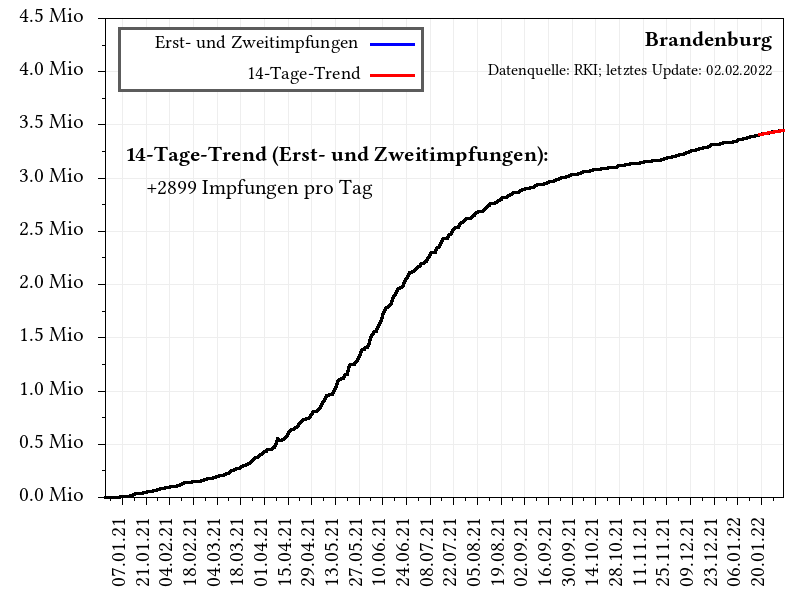 4.5 Mio
4.0 Mio
3.5 Mio
3.0 Mio
2.5 Mio
2.0 Mio
1.5 Mio
1.0 Mio
0.5 Mio
0.0 Mio
Erst- und Zweitimpfungen
14-Tage-Trend
Brandenburg
Datenquelle: RKI; letztes Update: 02.02.2022
14-Tage-Trend (Erst- und Zweitimpfungen):
+2899 Impfungen pro Tag
07.01.21
21.01.21
04.02.21
18.02.21
04.03.21
18.03.21
01.04.21
15.04.21
29.04.21
13.05.21
27.05.21
10.06.21
24.06.21
08.07.21
22.07.21
05.08.21
19.08.21
02.09.21
16.09.21
30.09.21
14.10.21
28.10.21
11.11.21
25.11.21
09.12.21
23.12.21
06.01.22
20.01.22